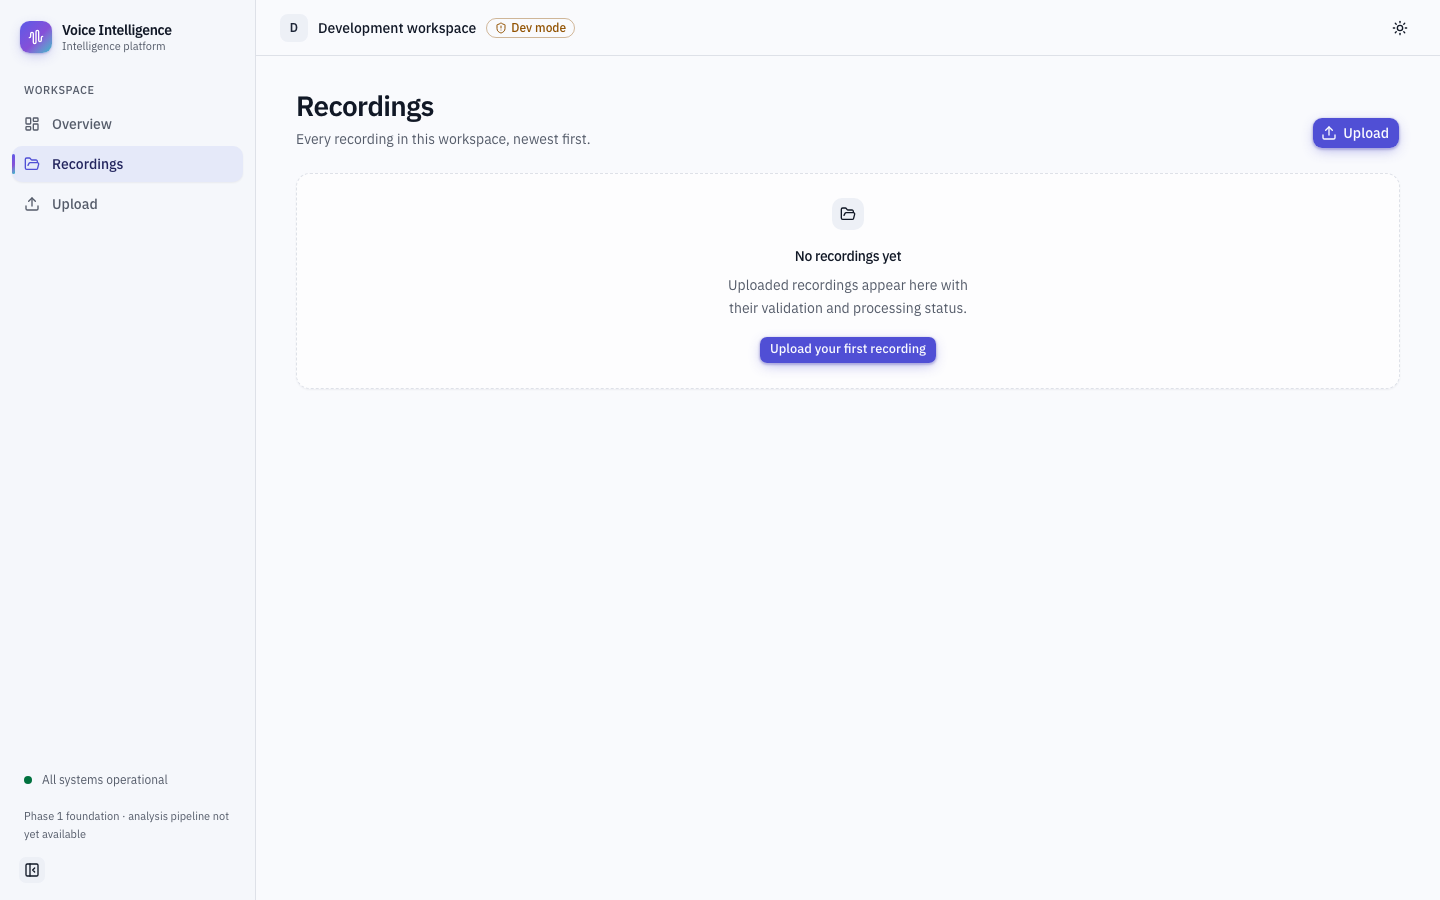 Voice Intelligence
Intelligence platform
WORKSPACE
Overview
Recordings
Upload
All systems operational
Phase 1 foundation · analysis pipeline not
yet available
D
Development workspace
Dev mode
Recordings
Every recording in this workspace, newest first.
Upload
No recordings yet
Uploaded recordings appear here with
their validation and processing status.
Upload your first recording